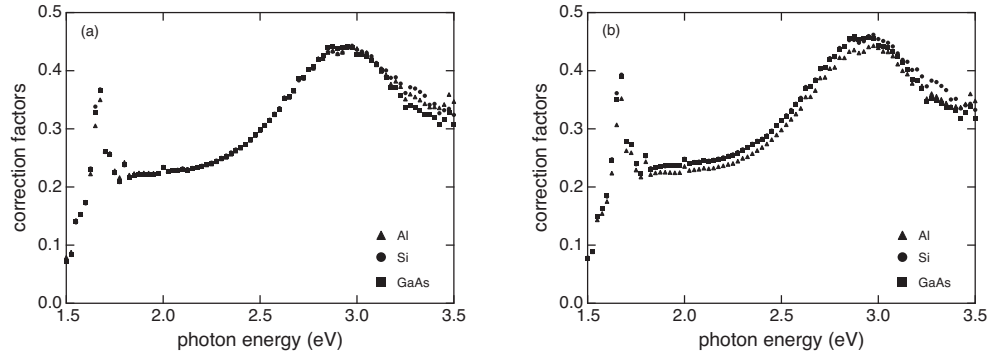 (a)
correction factors
0.5
0.4
0.3
0.2
0.1
0.0
Al
Si
GaAs
1.5 2.0 2.5 3.0 3.5
photon energy (eV)
(b)
correction factors
0.5
0.4
0.3
0.2
0.1
0.0
Al
Si
GaAs
1.5 2.0 2.5 3.0 3.5
photon energy (eV)